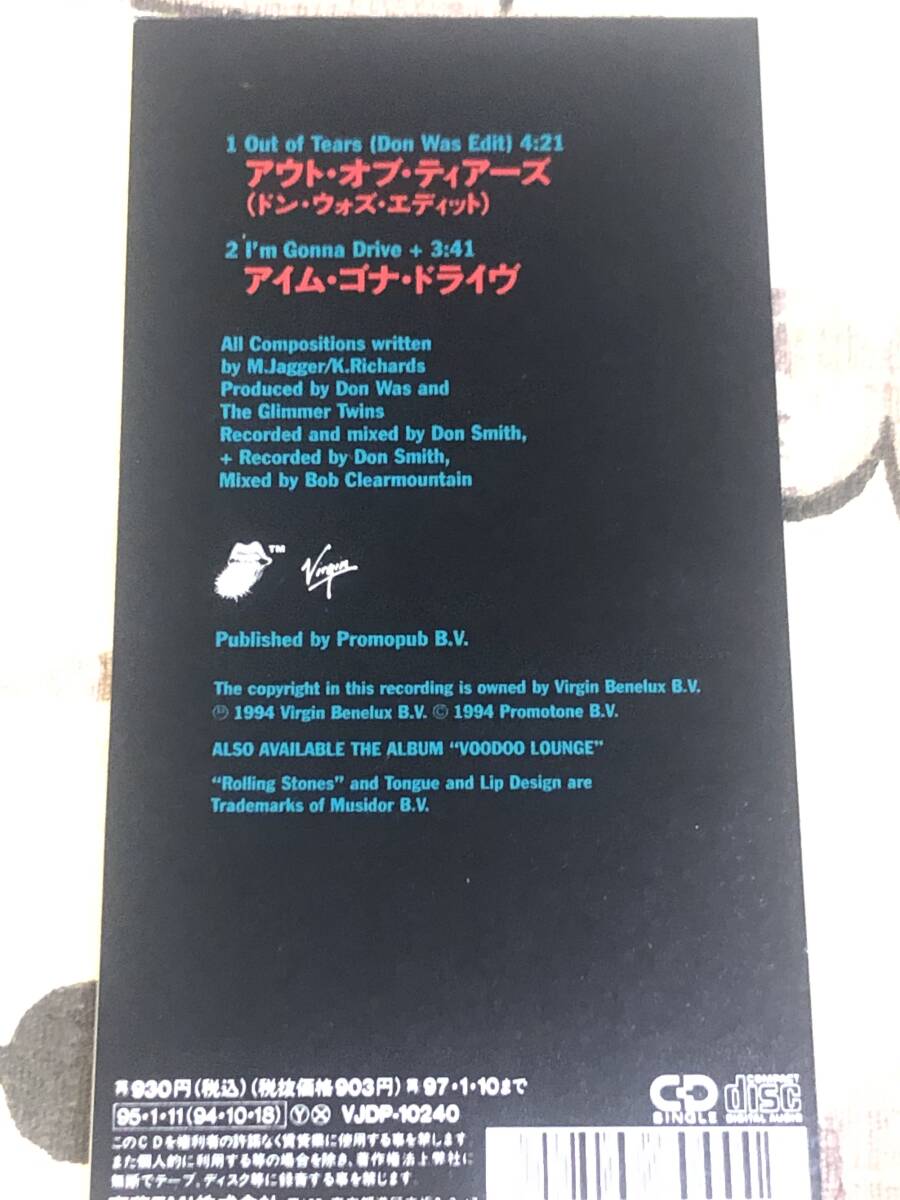 1 Out of Tears (Don Was Edit) 4:21
アウト・オブ・ティアーズ
(ドン・ウォズ・エディット)
2 I'm Gonna Drive + 3:41
アイム・ゴナ・ドライヴ
All Compositions written
by M.Jagger/K.Richards
Produced by Don Was and
The Glimmer Twins
Recorded and mixed by Don Smith,
+ Recorded by Don Smith,
Mixed by Bob Clearmountain
TM
Virgin
Published by Promopub B.V.
The copyright in this recording is owned by Virgin Benelux B.V.
℗ 1994 Virgin Benelux B.V. © 1994 Promotone B.V.
ALSO AVAILABLE THE ALBUM “VOODOO LOUNGE”
“Rolling Stones” and Tongue and Lip Design are
Trademarks of Musidor B.V.
再930円(税込)(税抜価格903円)再97・1・10まで
95・1・11(94・10・18) Ⓨ Ⓧ VJDP-10240
CD SINGLE
COMPACT disc DIGITAL AUDIO
このCDを権利者の許諾なく賃貸業に使用する事を禁じます
また個人的に利用する等の場合を除き、著作権法上弊社に
無断でテープ、ディスク等に録音する事を禁じます